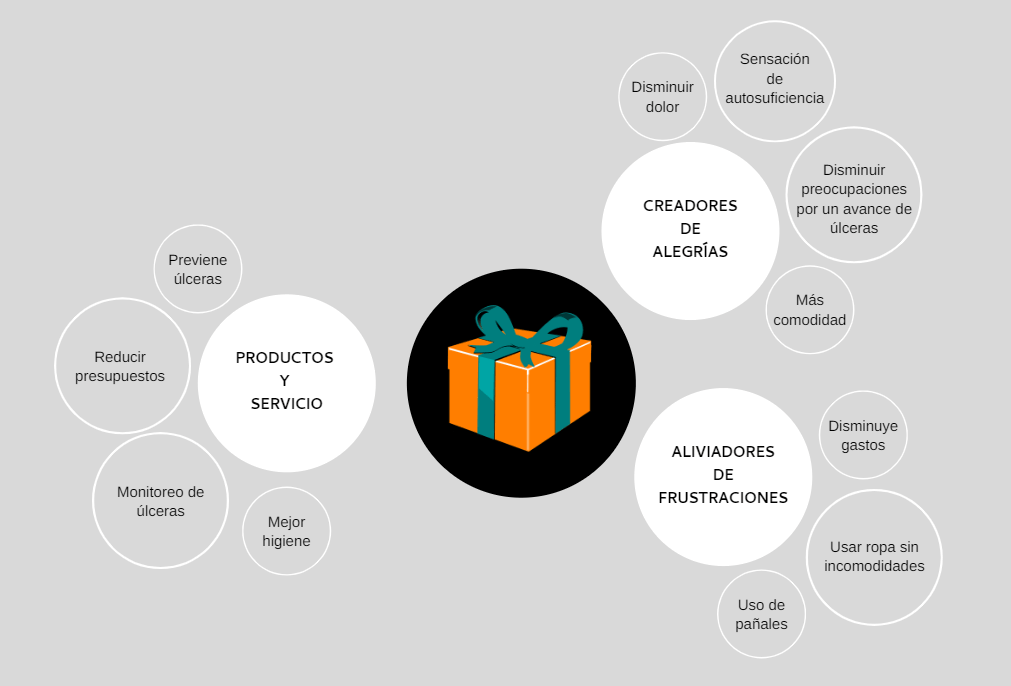 PRODUCTOS
Y
SERVICIO
Previene
úlceras
Reducir
presupuestos
Monitoreo de
úlceras
Mejor
higiene
CREADORES
DE
ALEGRÍAS
Disminuir
dolor
Sensación
de
autosuficiencia
Disminuir
preocupaciones
por un avance de
úlceras
Más
comodidad
ALIVIADORES
DE
FRUSTRACIONES
Disminuye
gastos
Usar ropa sin
incomodidades
Uso de
pañales